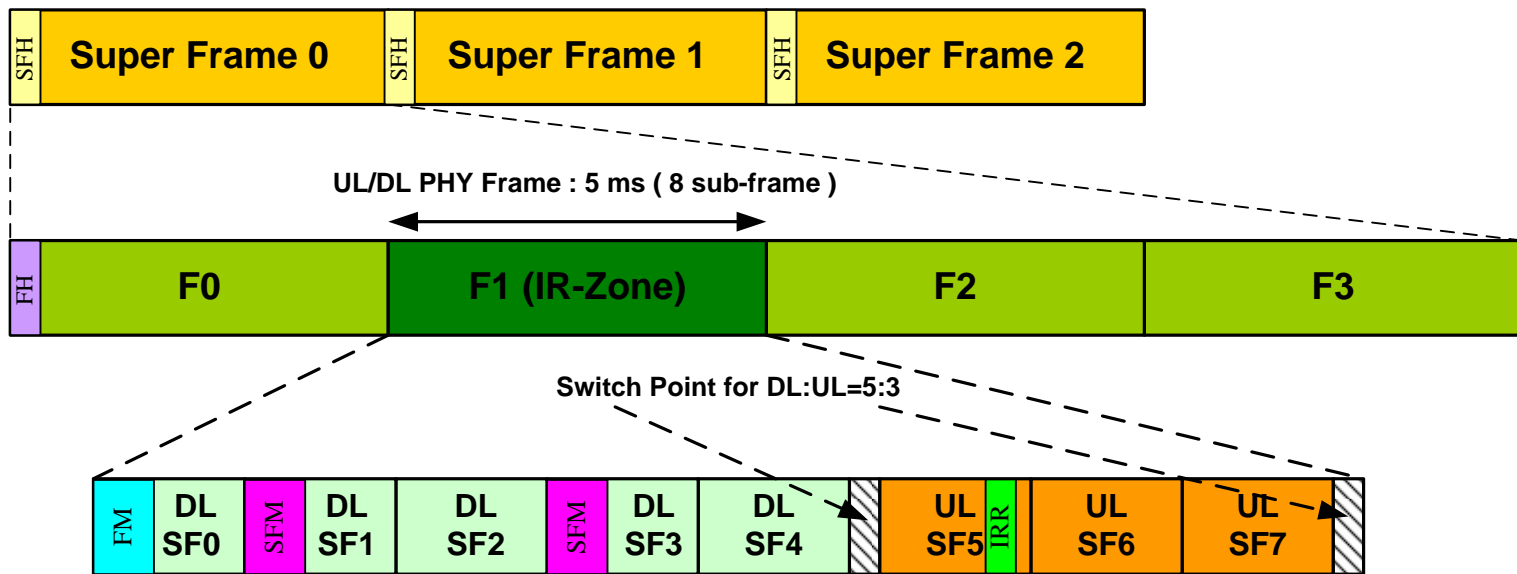 SFH
Super Frame 0
SFH
Super Frame 1
SFH
Super Frame 2
UL/DL PHY Frame : 5 ms ( 8 sub-frame )
FH
F0
F1 (IR-Zone)
F2
F3
Switch Point for DL:UL=5:3
FM
DL
SF0
SFM
DL
SF1
DL
SF2
SFM
DL
SF3
DL
SF4
UL
SF5
IRR
UL
SF6
UL
SF7